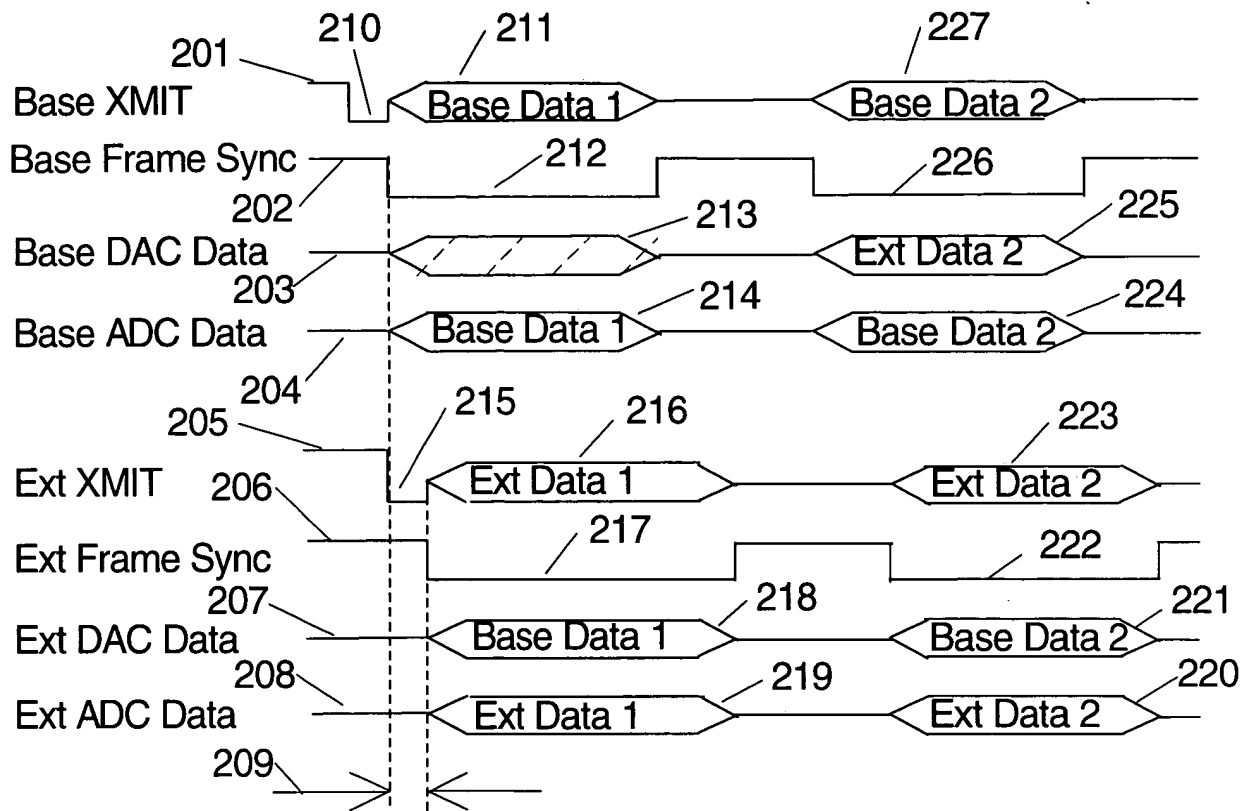 210 211 227
201
Base XMIT Base Data 1 Base Data 2
Base Frame Sync 212 226
202 213 225
Base DAC Data Ext Data 2
203 214 224
Base ADC Data Base Data 1 Base Data 2
204
205 215 216 223
Ext XMIT 206 Ext Data 1 Ext Data 2
217
Ext Frame Sync 222
207 218 221
Ext DAC Data Base Data 1 Base Data 2
208 219 220
Ext ADC Data Ext Data 1 Ext Data 2
209